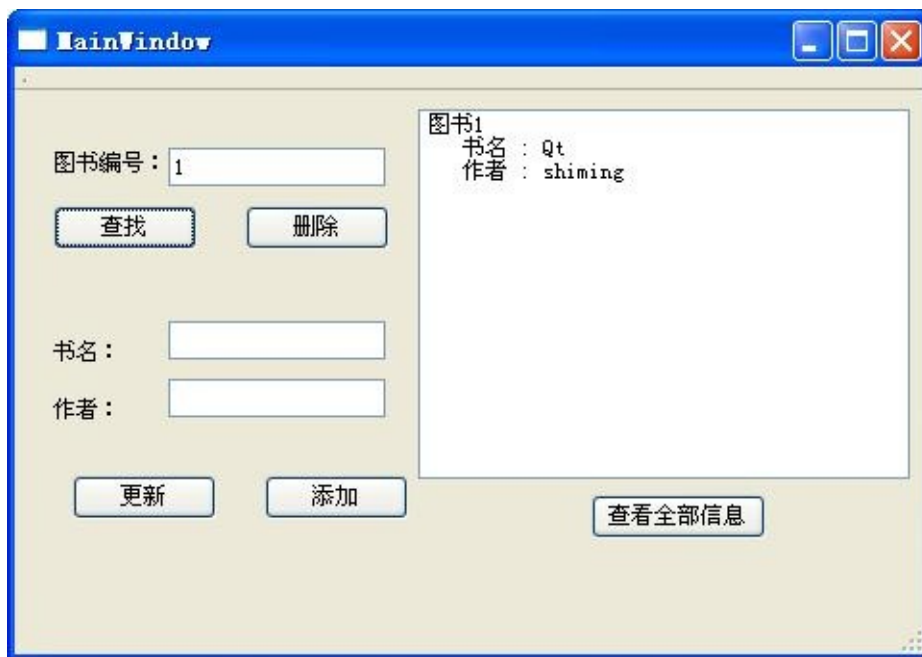 MainWindow
图书编号：
1
查找
删除
书名：
作者：
更新
添加
图书1
书名 : Qt
作者 : shiming
查看全部信息